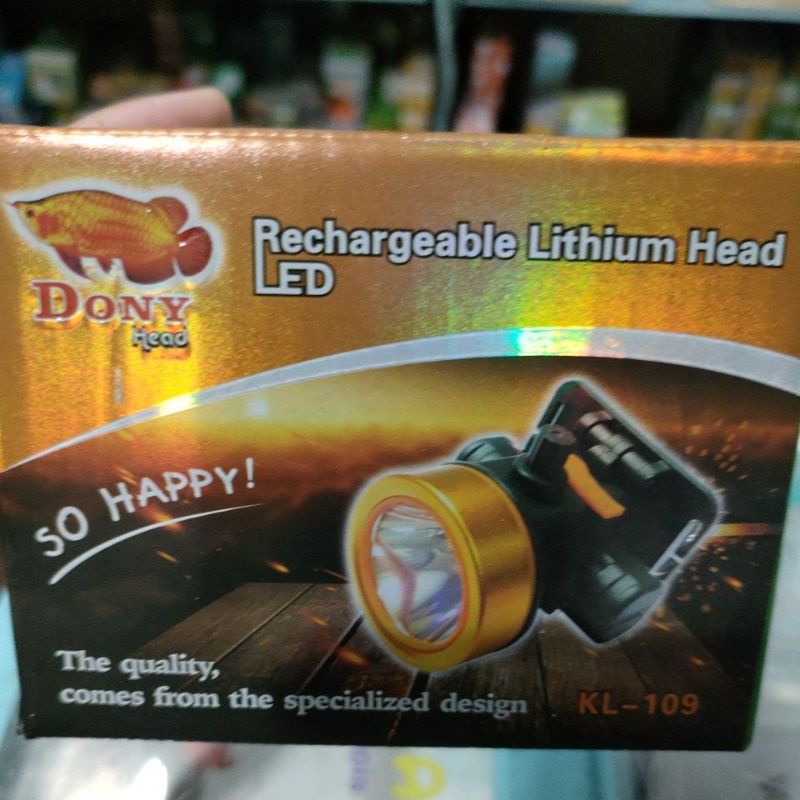 DONY
Head
Rechargeable Lithium Head
LED
SO HAPPY!
The quality,
comes from the specialized design
KL-109